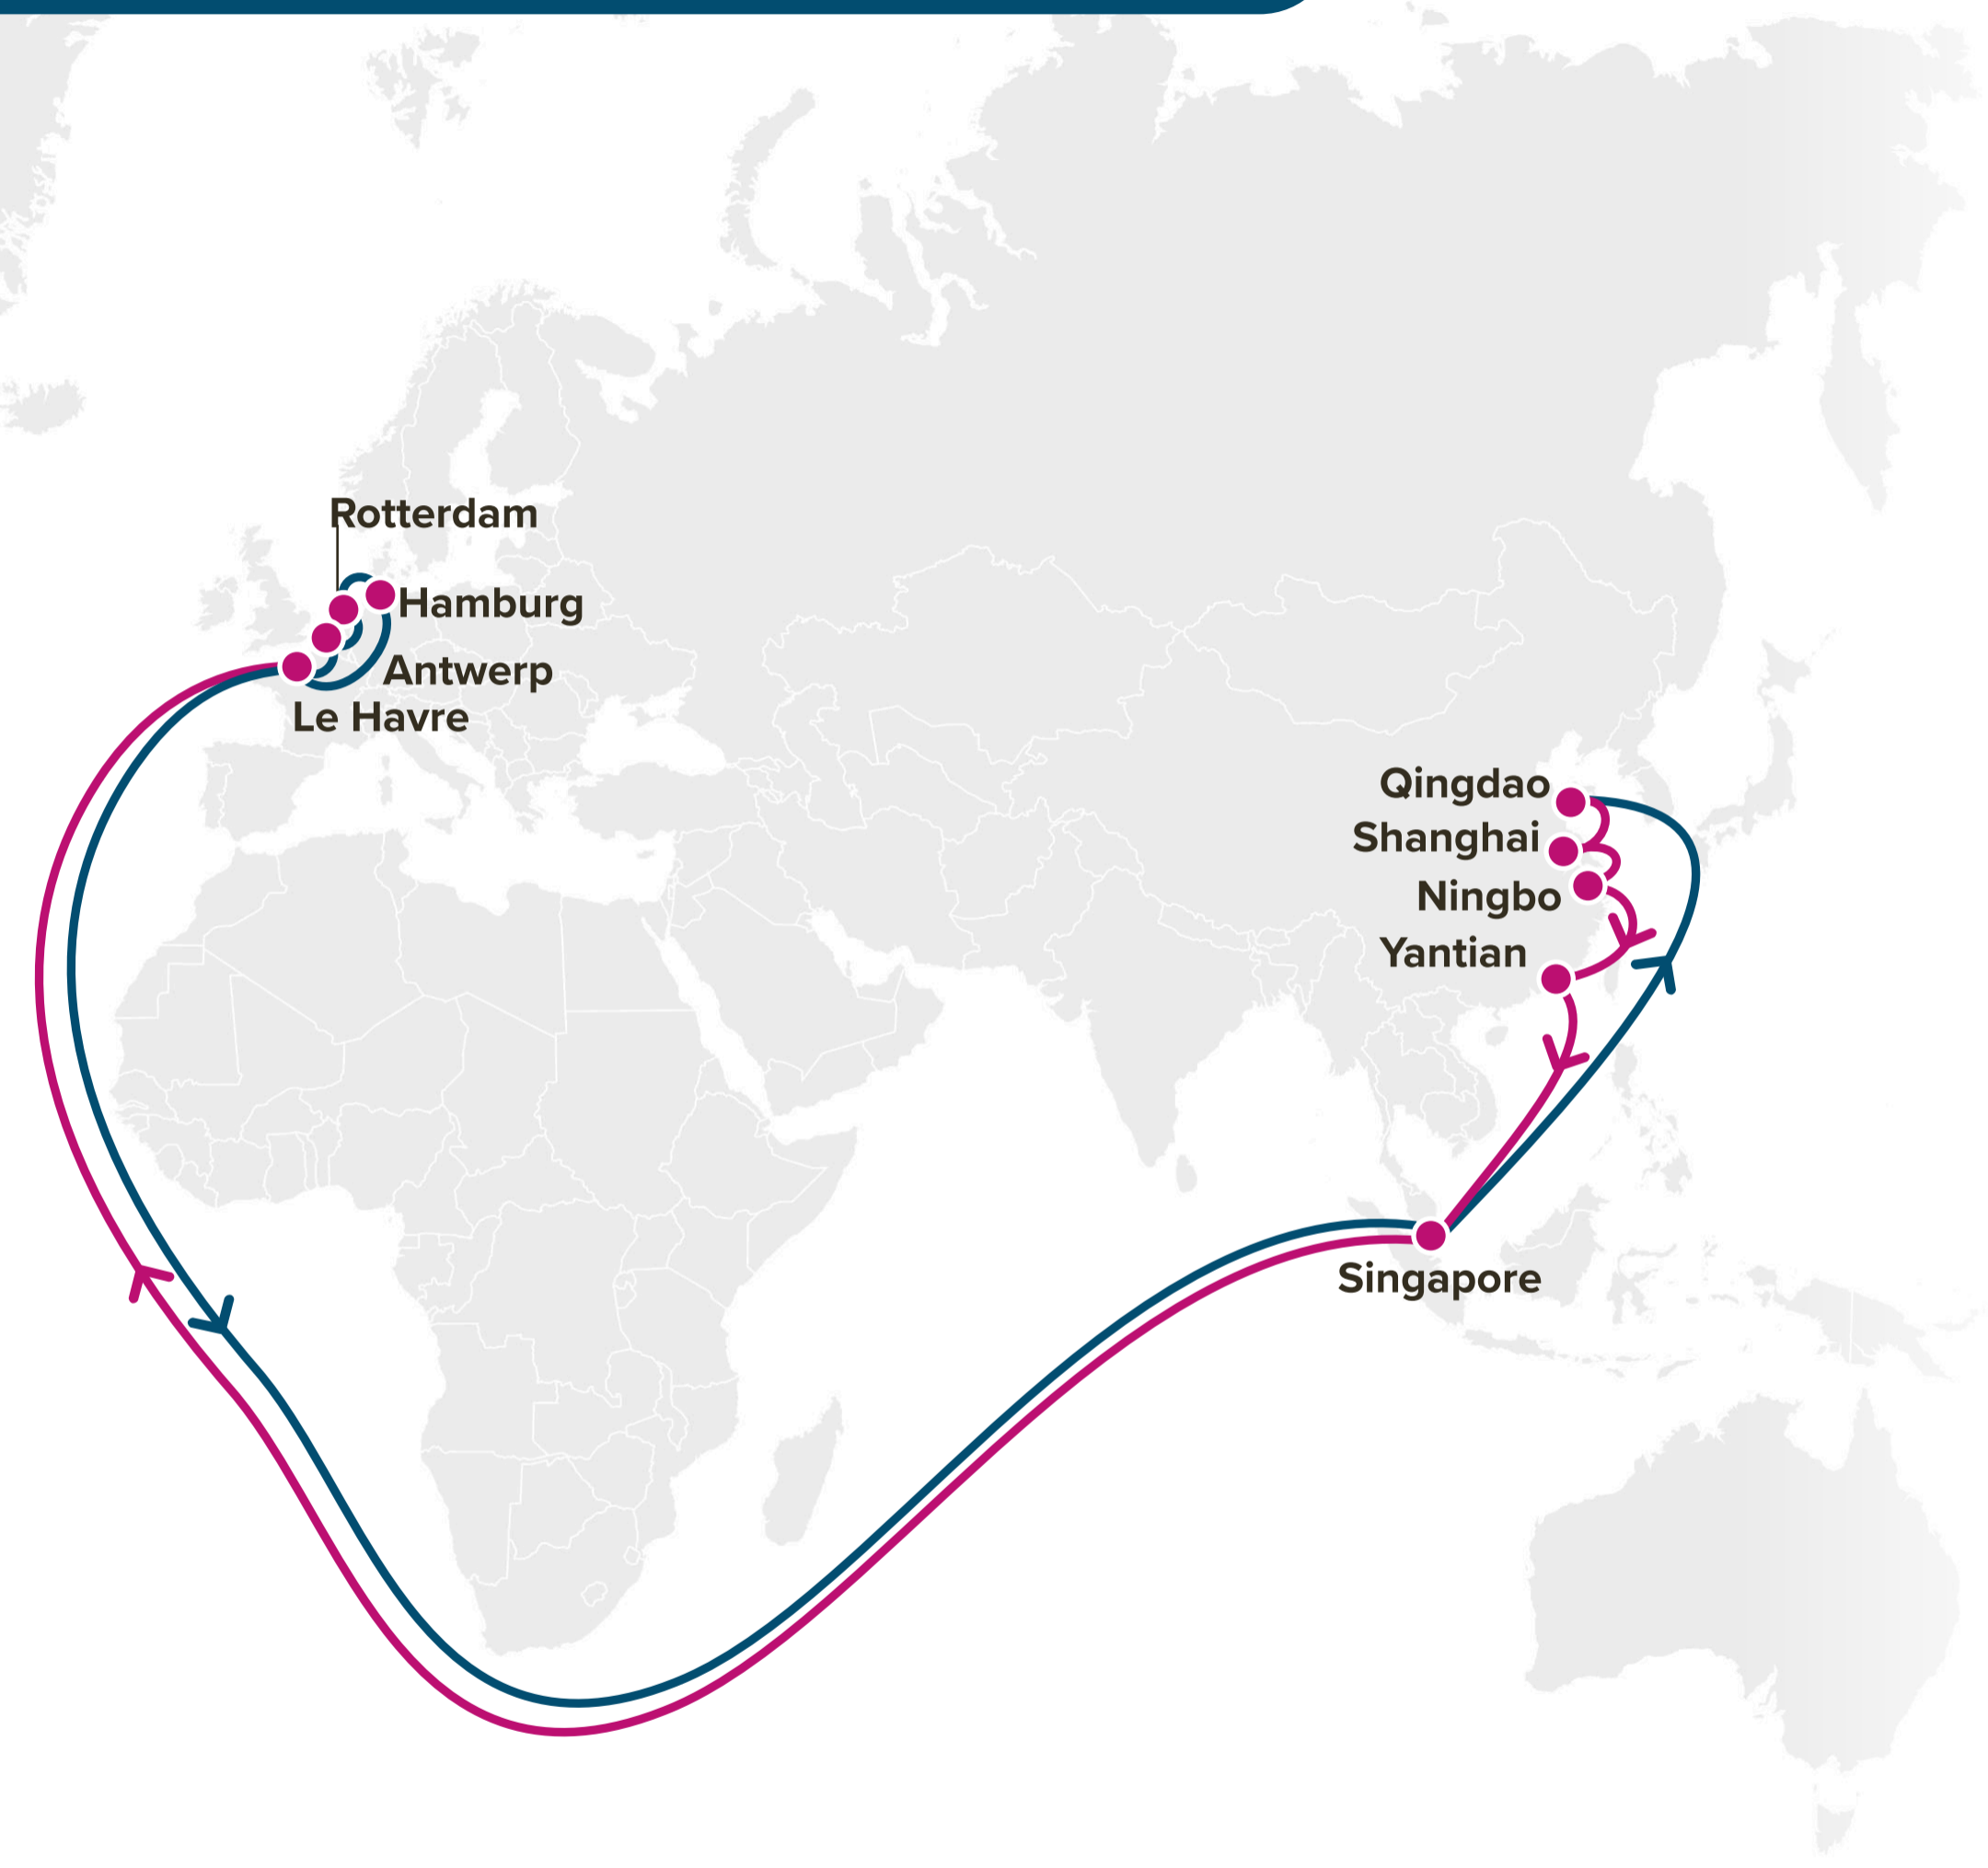 Rotterdam
Hamburg
Antwerp
Le Havre
Qingdao
Shanghai
Ningbo
Yantian
Singapore